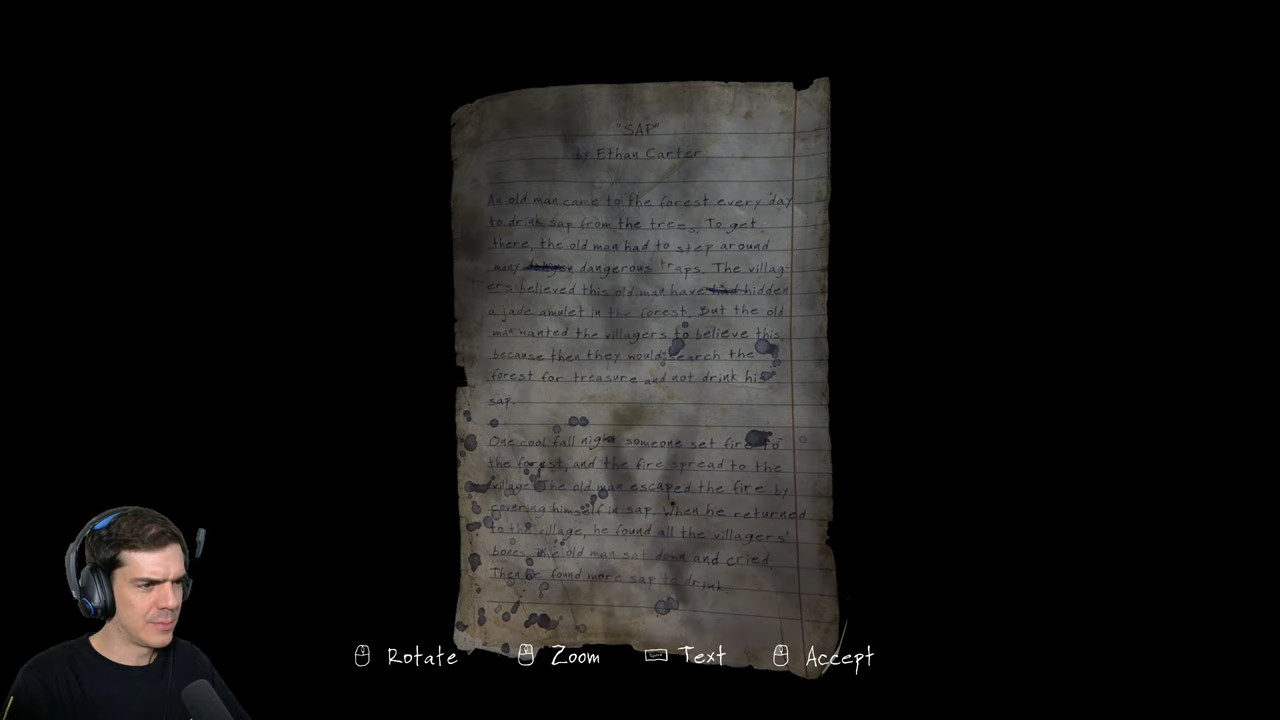 "SAP"
by Ethan Carter
An old man came to the forest every day
to drink sap from the trees. To get
there, the old man had to step around
many dangerous traps. The villag-
ers believed this old man have had hidden
a jade amulet in the forest. But the old
man wanted the villagers to believe this,
because then they would search the
forest for treasure and not drink his
sap.
One cool fall night someone set fire to
the forest, and the fire spread to the
village. The old man escaped the fire by
covering himself in sap. When he returned
to the village, he found all the villagers'
bones. The old man sat down and cried.
Then he found more sap to drink.
Rotate Zoom Text Accept